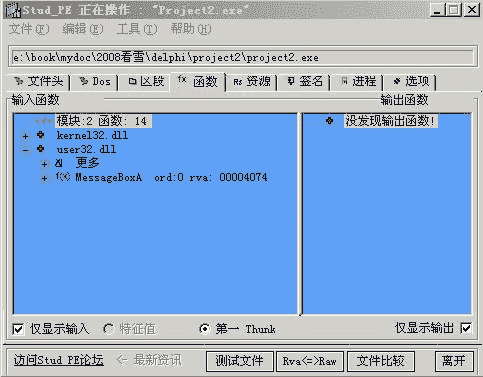 Stud_PE 正在操作 : "Project2.exe"
文件(F) 编辑(E) 工具(T) 帮助(H)
e:\book\mydoc\2008看雪\delphi\project2\project2.exe
文件头 Dos 区段 fx 函数 Rs 资源 签名 进程 选项
输入函数 输出函数
模块:2 函数: 14 没发现输出函数!
kernel32.dll
user32.dll
更多
f() MessageBoxA ord:0 rva: 00004074
仅显示输入 特征值 第一 Thunk 仅显示输出
访问Stud PE论坛 <- 最新资讯 测试文件 Rva<=>Raw 文件比较 离开